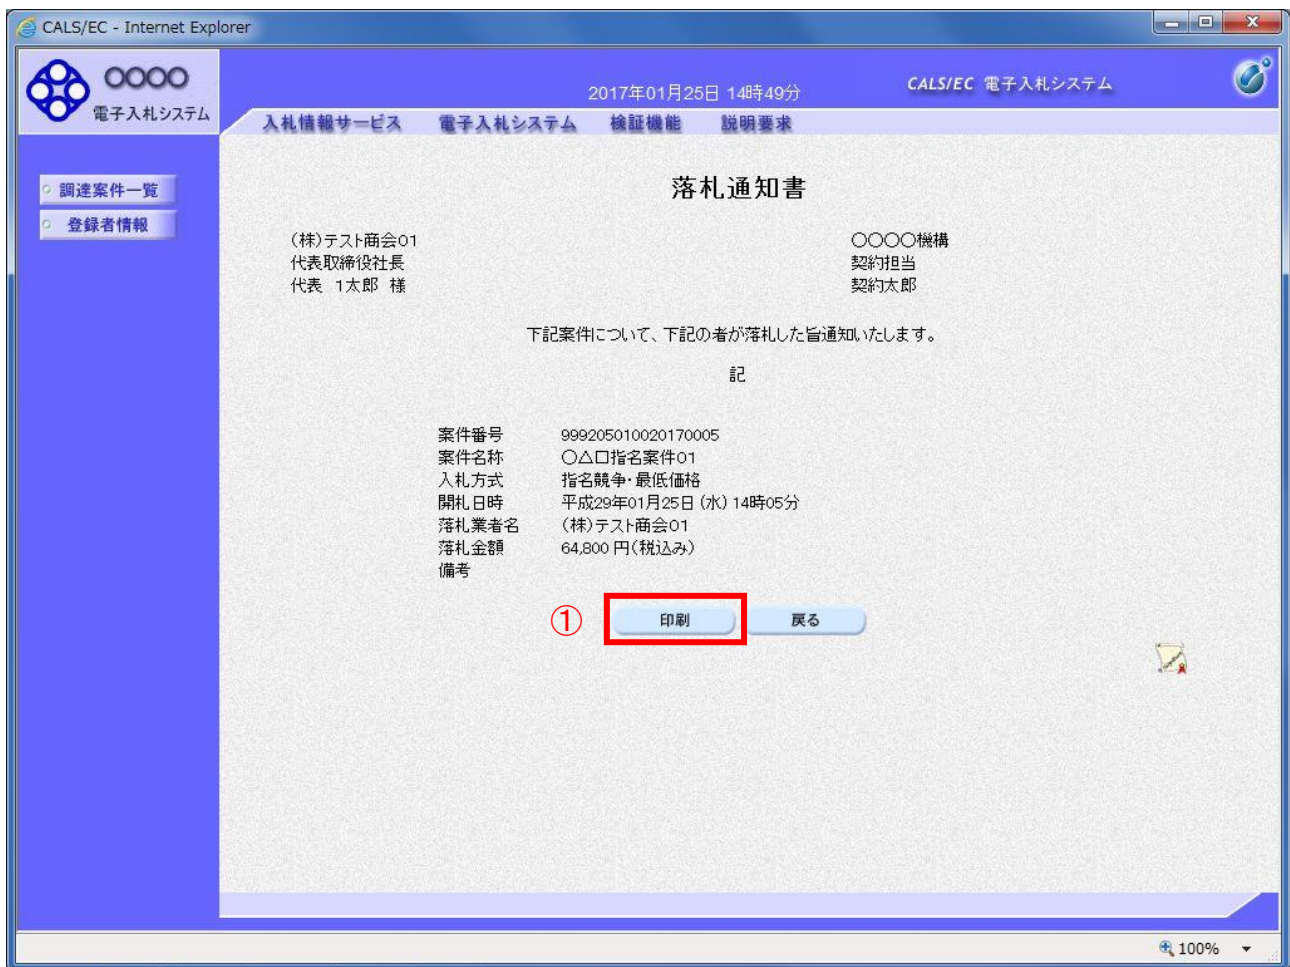 CALS/EC - Internet Explorer
〇〇〇〇
電子入札システム
2017年01月25日 14時49分
CALS/EC 電子入札システム
入札情報サービス 電子入札システム 検証機能 説明要求
調達案件一覧
登録者情報
落札通知書
(株)テスト商会01
代表取締役社長
代表 1太郎 様
〇〇〇〇機構
契約担当
契約太郎
下記案件について、下記の者が落札した旨通知いたします。
記
案件番号 999205010020170005
案件名称 〇△口指名案件01
入札方式 指名競争・最低価格
開札日時 平成29年01月25日(水) 14時05分
落札業者名 (株)テスト商会01
落札金額 64,800 円(税込み)
備考
① 印刷 戻る
100%